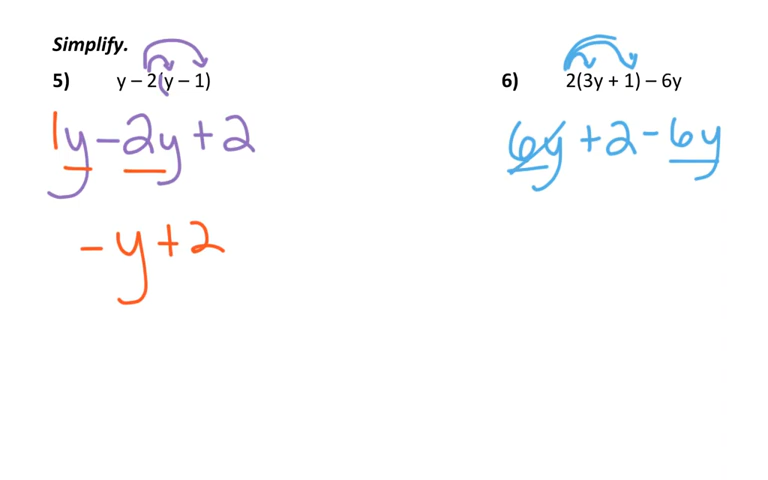 Simplify.
5) y – 2(y – 1)
1y - 2y + 2
- y + 2
6) 2(3y + 1) – 6y
6y + 2 - 6y